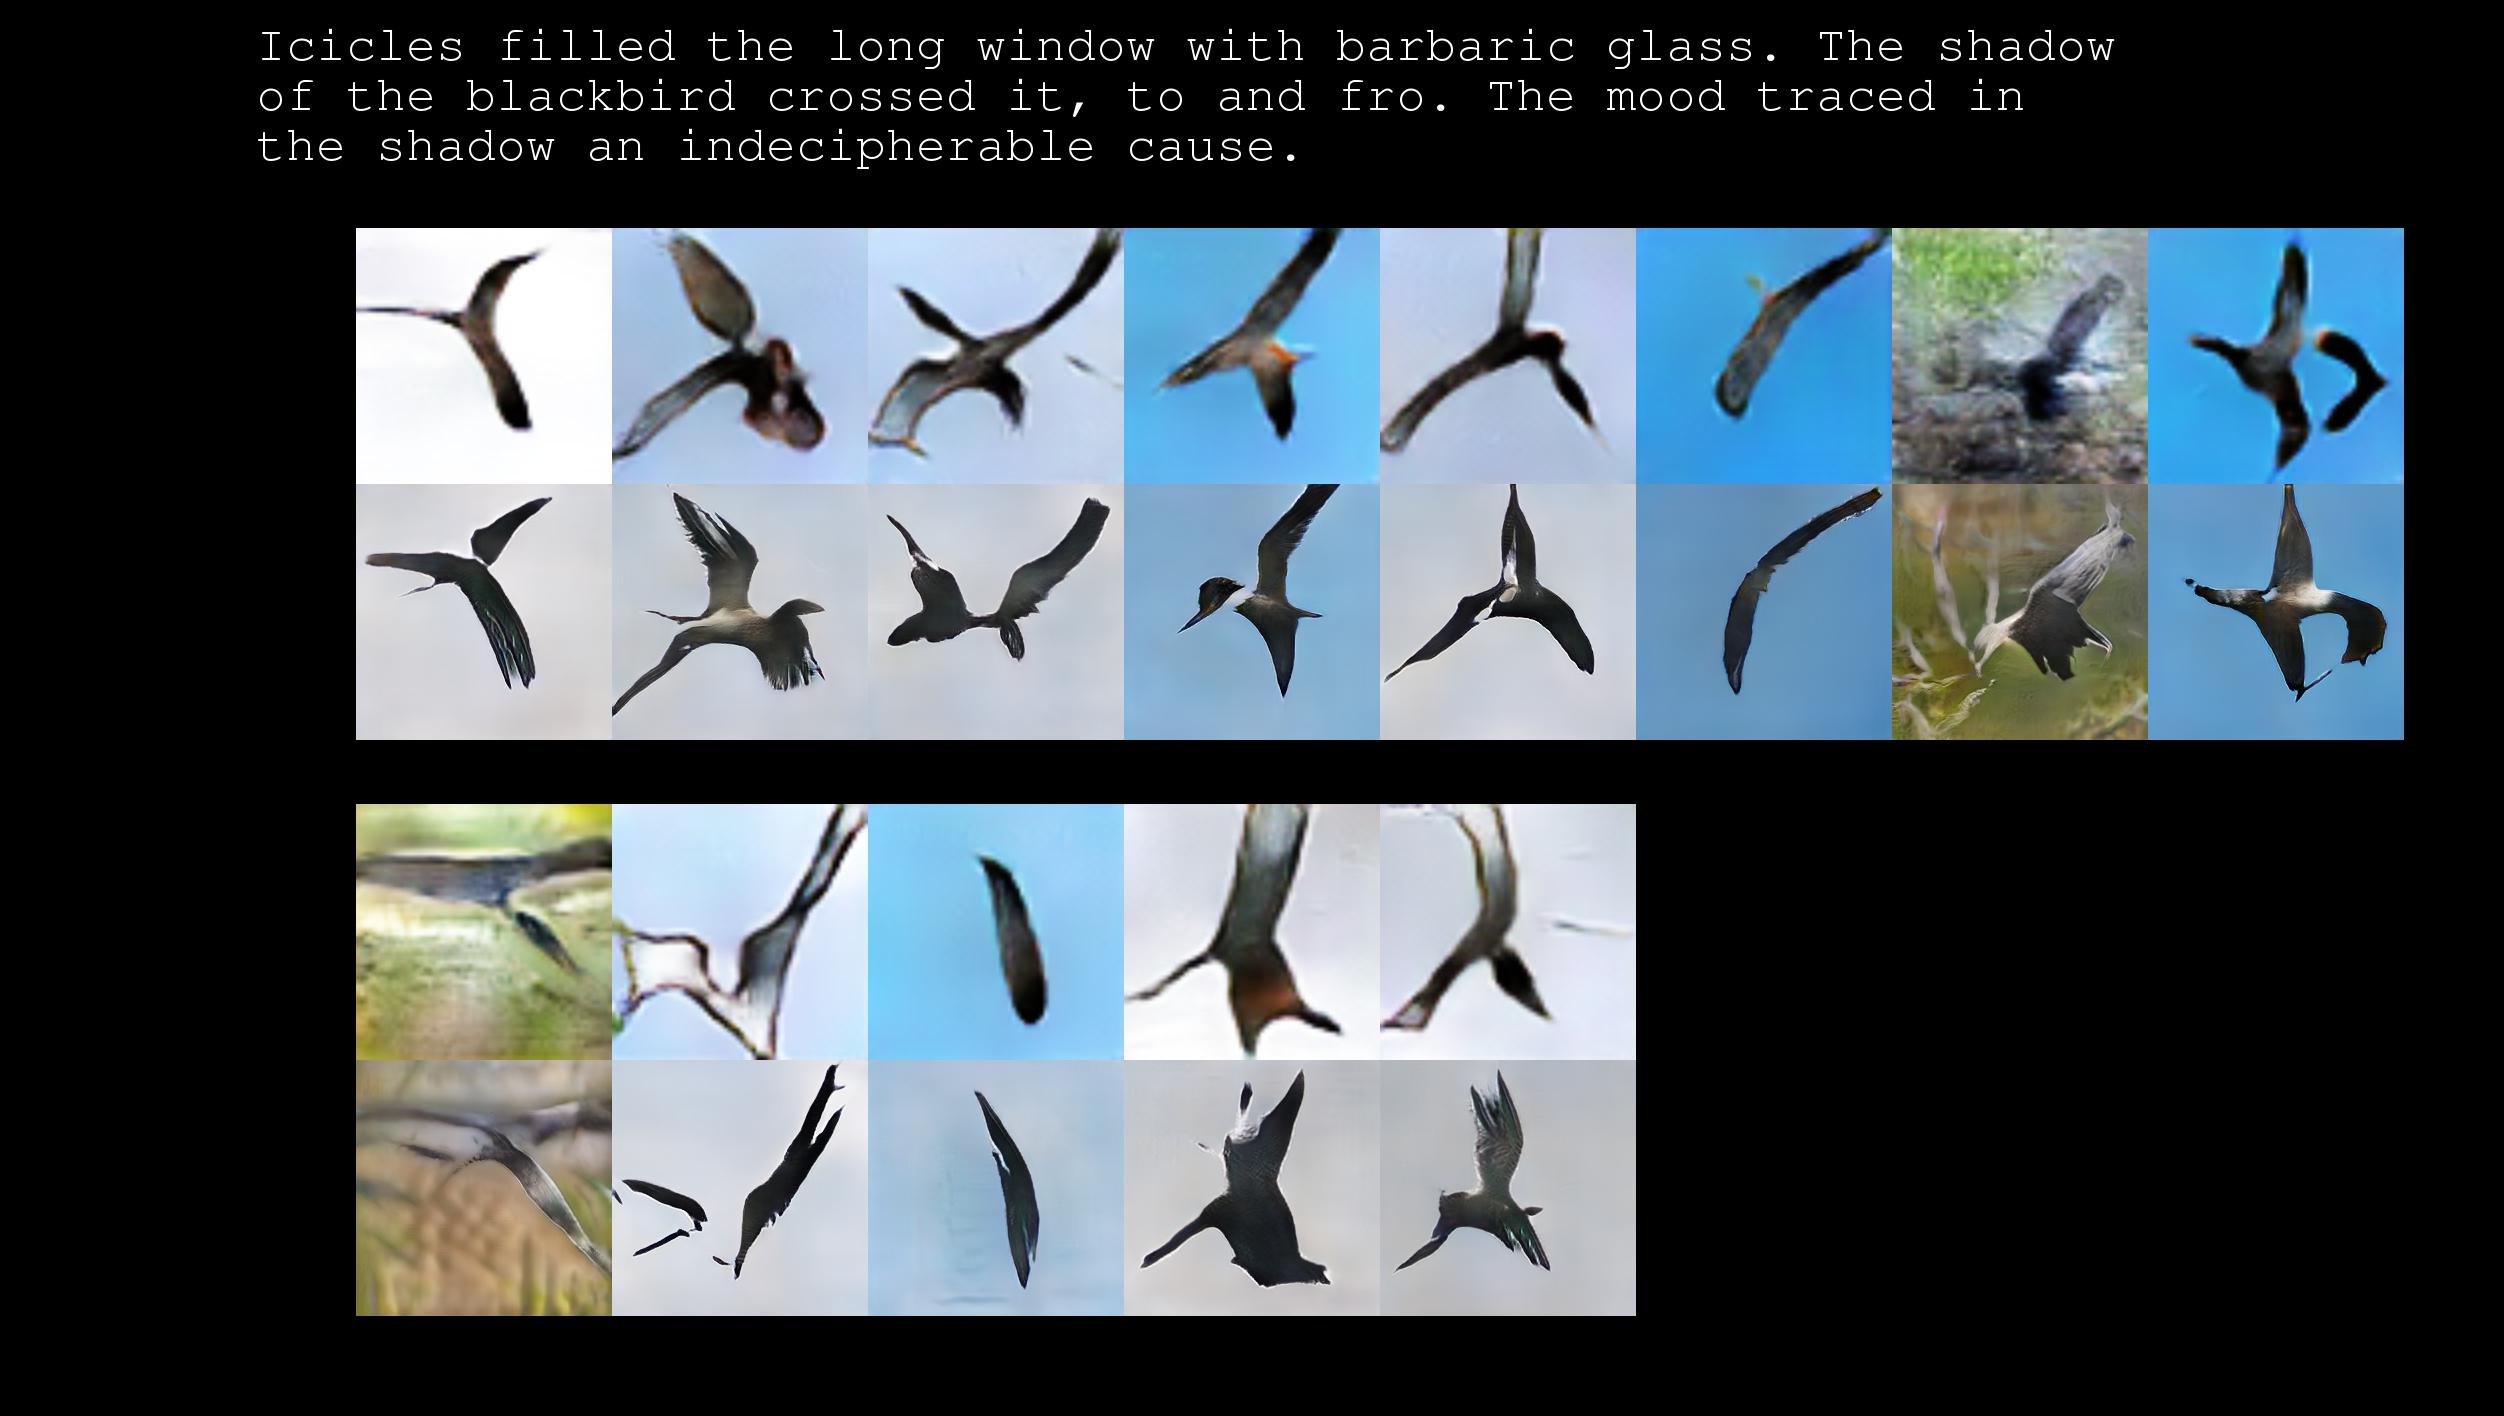 Icicles filled the long window with barbaric glass. The shadow
of the blackbird crossed it, to and fro. The mood traced in
the shadow an indecipherable cause.